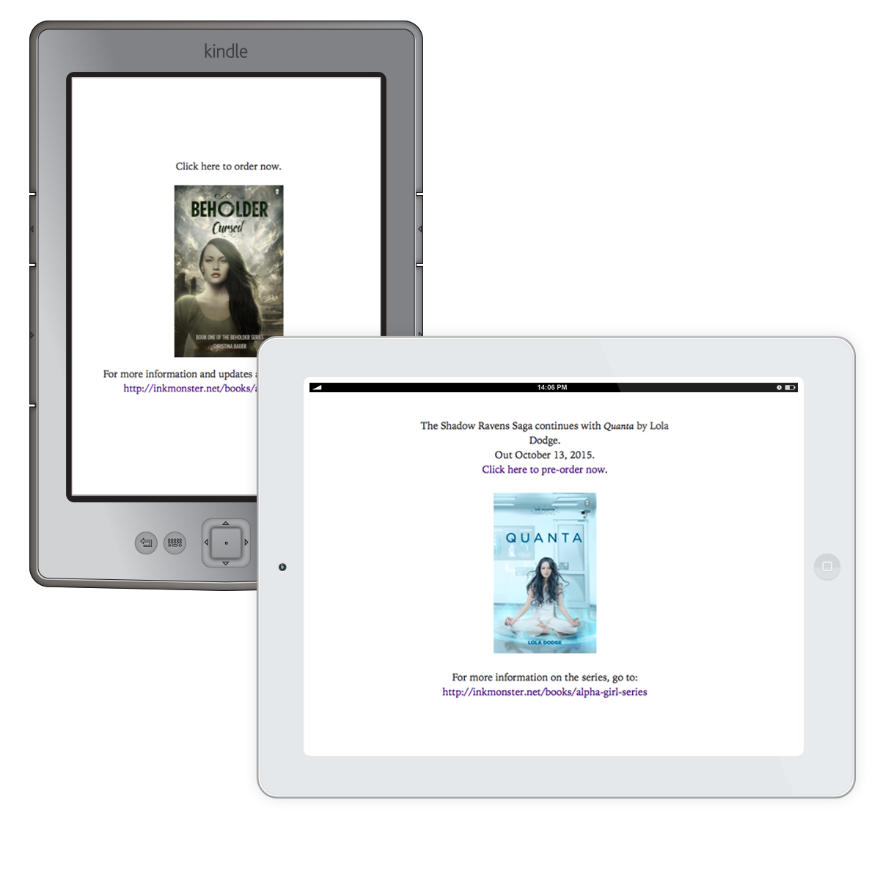 kindle
Click here to order now.
BEHOLDER
Cursed
BOOK ONE OF THE BEHOLDER SERIES
CHRISTINA BAUER
For more information and updates
http://inkmonster.net/books/a
14:06 PM
The Shadow Ravens Saga continues with Quanta by Lola
Dodge.
Out October 13, 2015.
Click here to pre-order now.
QUANTA
LOLA DODGE
For more information on the series, go to:
http://inkmonster.net/books/alpha-girl-series